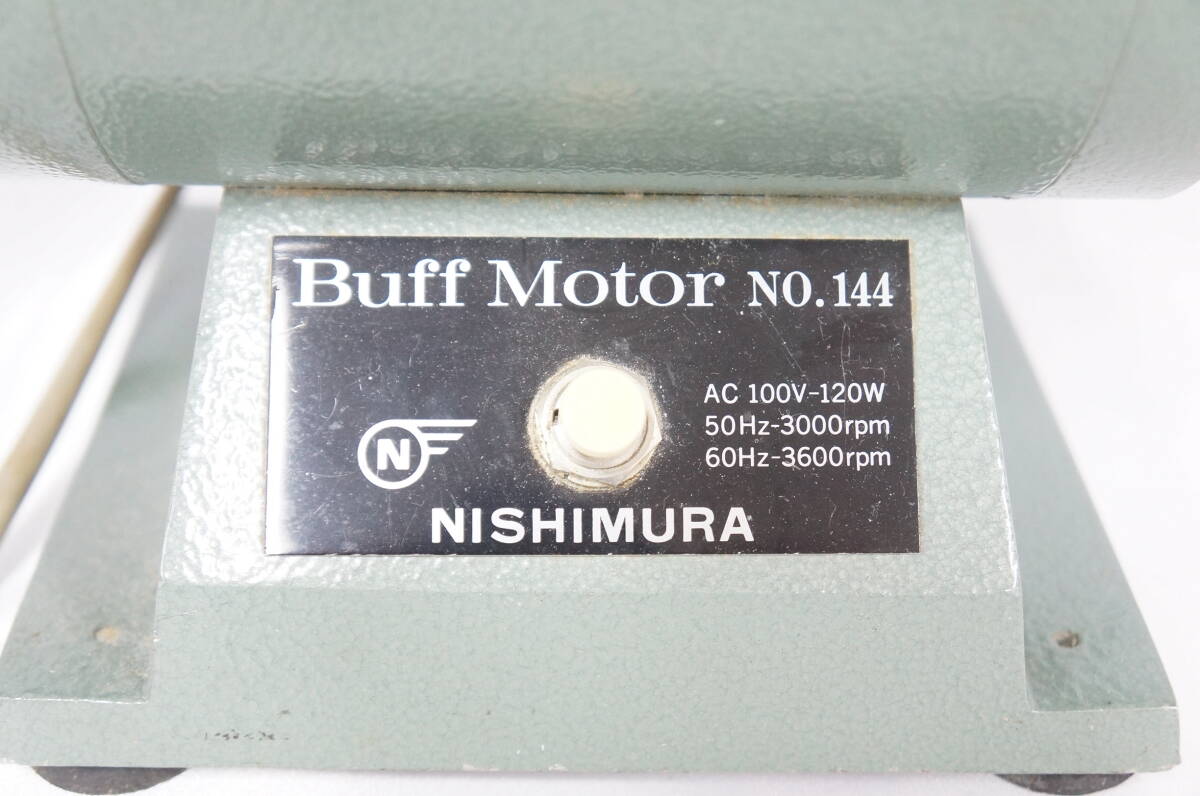 Buff Motor NO.144
AC 100V-120W
50Hz-3000rpm
60Hz-3600rpm
N
NISHIMURA